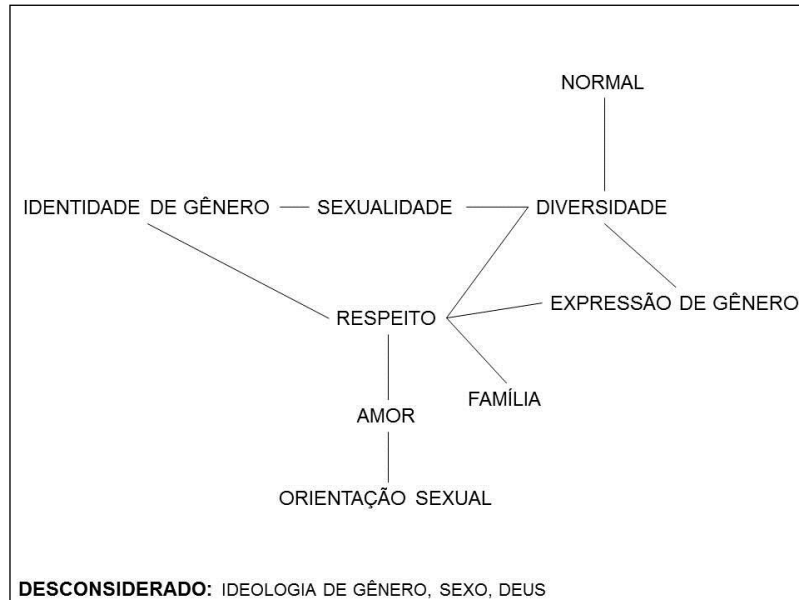 NORMAL
IDENTIDADE DE GÊNERO
SEXUALIDADE
DIVERSIDADE
EXPRESSÃO DE GÊNERO
RESPEITO
FAMÍLIA
AMOR
ORIENTAÇÃO SEXUAL
DESCONSIDERADO: IDEOLOGIA DE GÊNERO, SEXO, DEUS